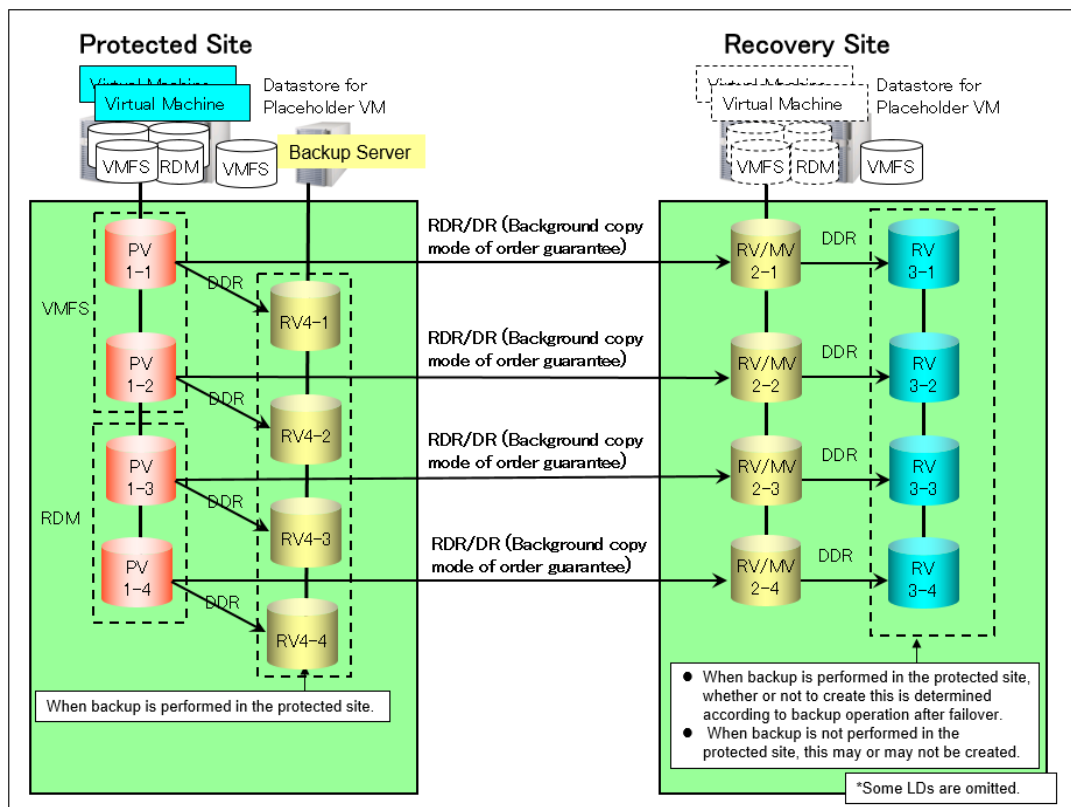 Protected Site
Recovery Site
Virtual Machine
Virtual Machine
Datastore for
Placeholder VM
VMFS
RDM
VMFS
Backup Server
Virtual Machine
Virtual Machine
Datastore for
Placeholder VM
VMFS
RDM
VMFS
VMFS
RDM
PV
1-1
PV
1-2
PV
1-3
PV
1-4
DDR
DDR
DDR
DDR
RV4-1
RV4-2
RV4-3
RV4-4
RDR/DR (Background copy
mode of order guarantee)
RDR/DR (Background copy
mode of order guarantee)
RDR/DR (Background copy
mode of order guarantee)
RDR/DR (Background copy
mode of order guarantee)
RV/MV
2-1
DDR
RV
3-1
RV/MV
2-2
DDR
RV
3-2
RV/MV
2-3
DDR
RV
3-3
RV/MV
2-4
DDR
RV
3-4
When backup is performed in the protected site.
● When backup is performed in the protected site,
whether or not to create this is determined
according to backup operation after failover.
● When backup is not performed in the
protected site, this may or may not be created.
*Some LDs are omitted.